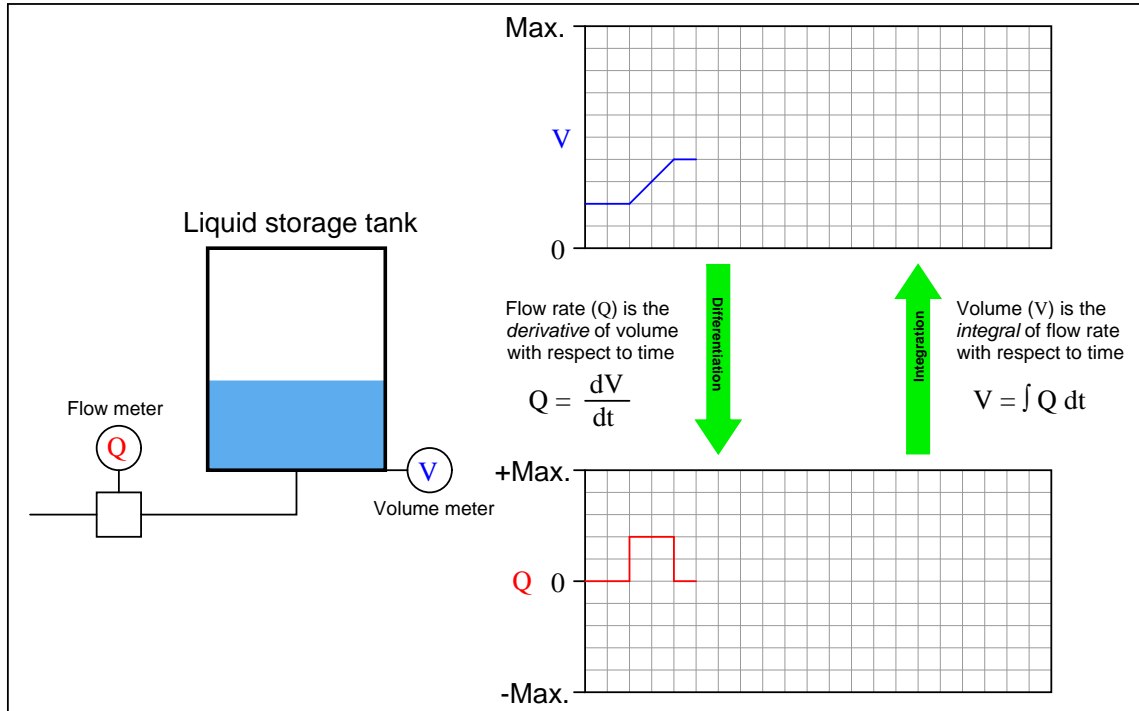 Max.
V
0
Liquid storage tank
Flow meter
Q
V
Volume meter
Flow rate (Q) is the
derivative of volume
with respect to time
Q = dV/dt
Differentiation
Integration
Volume (V) is the
integral of flow rate
with respect to time
V = ∫ Q dt
+Max.
Q 0
-Max.